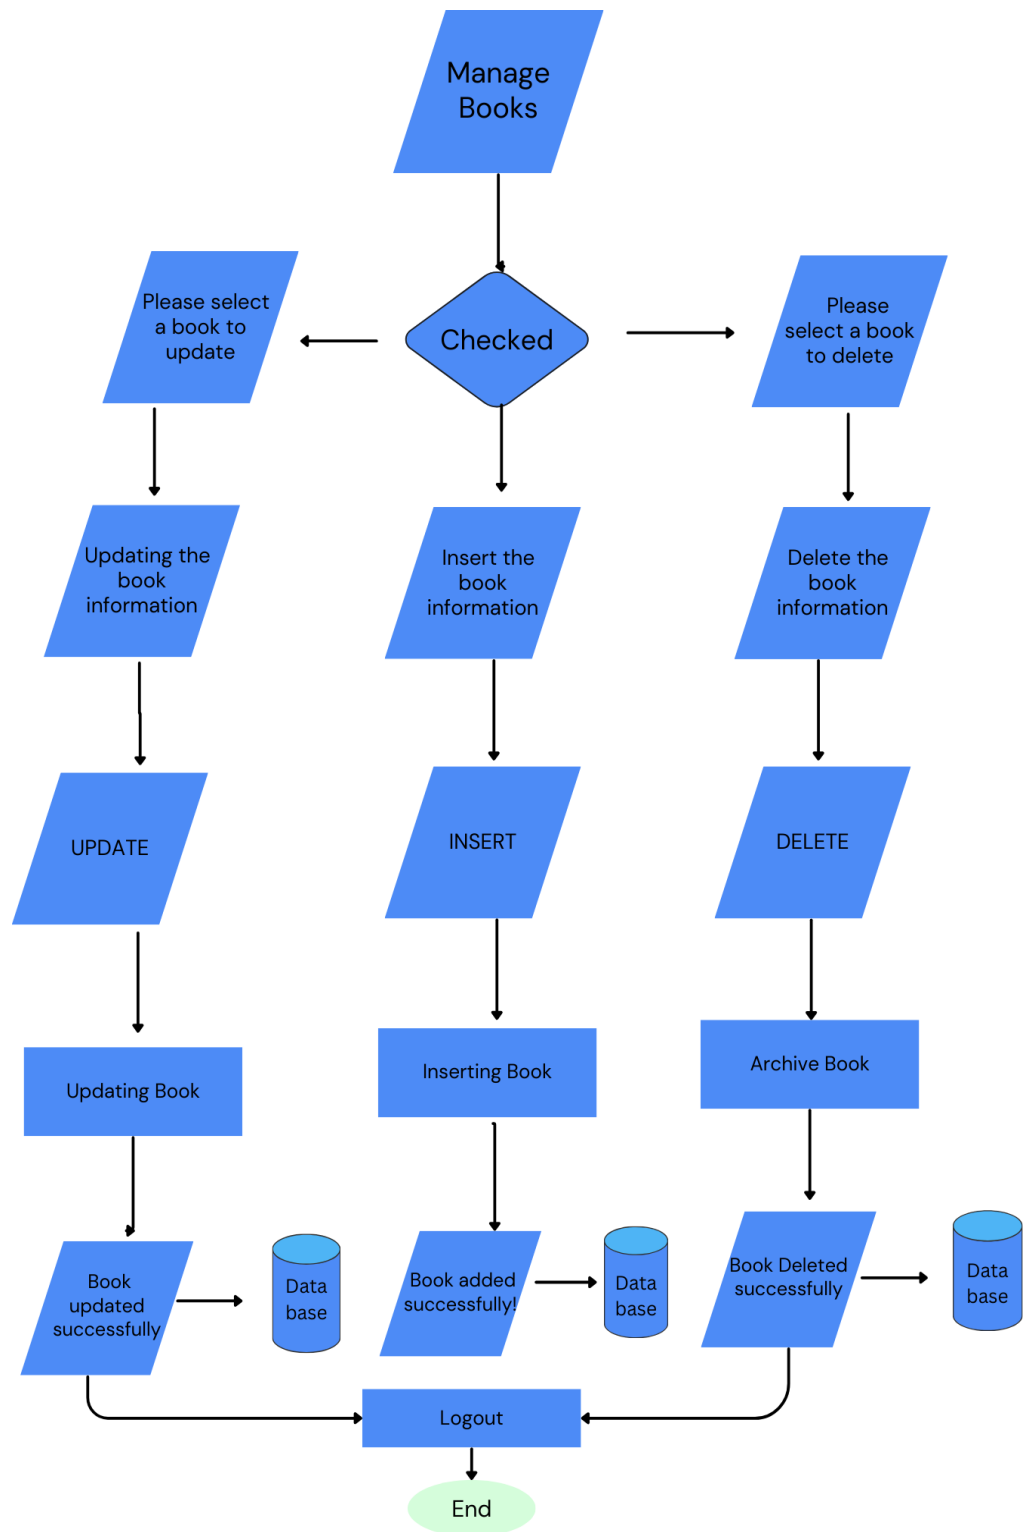 Manage
Books
Please select
a book to
update
Checked
Please
select a book
to delete
Updating the
book
information
Insert the
book
information
Delete the
book
information
UPDATE
INSERT
DELETE
Updating Book
Inserting Book
Archive Book
Book
updated
successfully
Data
base
Book added
successfully!
Data
base
Book Deleted
successfully
Data
base
Logout
End